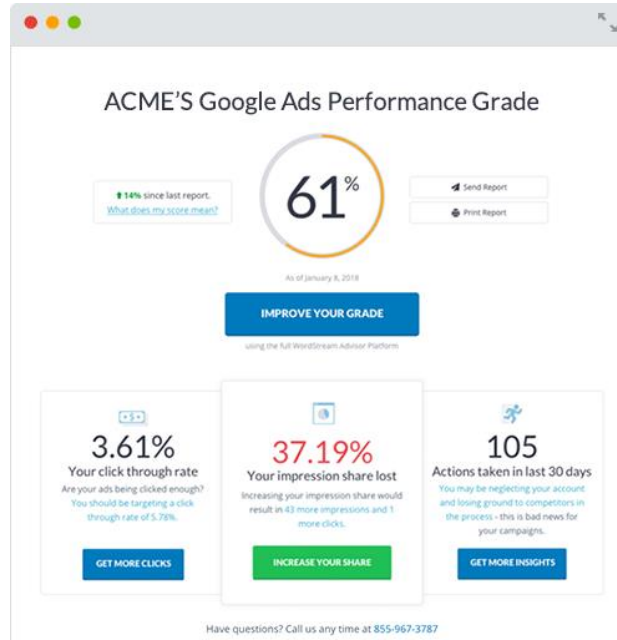 ACME'S Google Ads Performance Grade
61%
14% since last report.
What does my score mean?
Send Report
Print Report
As of January 8, 2018
IMPROVE YOUR GRADE
using the full WordStream Advisor Platform
3.61%
Your click through rate
Are your ads being clicked enough?
You should be targeting a click
through rate of 5.78%.
GET MORE CLICKS
37.19%
Your impression share lost
Increasing your impression share would
result in 43 more impressions and 1
more clicks.
INCREASE YOUR SHARE
105
Actions taken in last 30 days
You may be neglecting your account
and losing ground to competitors in
the process - this is bad news for
your campaigns.
GET MORE INSIGHTS
Have questions? Call us any time at 855-967-3787